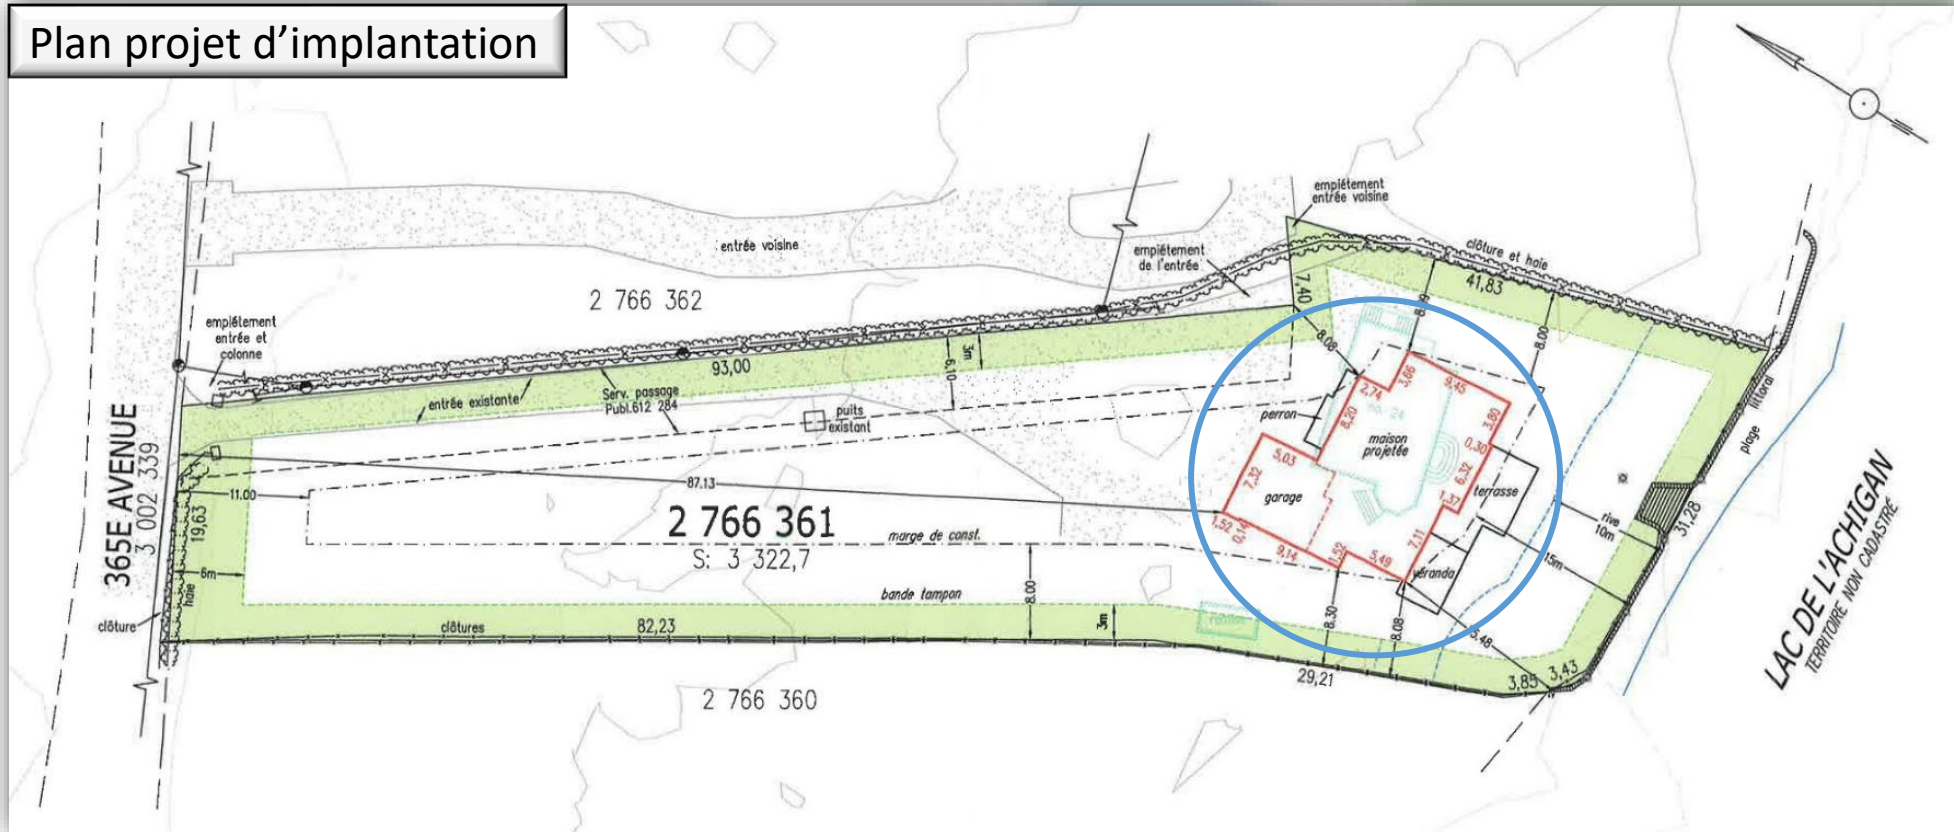 Plan projet d'implantation
empiétement
entrée voisine
entrée voisine
clôture et haie
empiétement
de l'entrée
41,83
7,40
2 766 362
empiétement
entrée et
colonne
8.00
8.08
3m
93,00
6.10
3,66
9,45
2,74
Serv. passage
Publ.612 284
entrée existante
puits
existant
perron
8,20
no. 24
3,80
maison
projetée
0,30
plage
littoral
365E AVENUE
3 002 339
5,03
7,32
6,32
garage
1,37
terrasse
87.13
11.00
19,63
2 766 361
S: 3 322,7
marge de const.
1,52
0,14
9,14
1,52
5,49
7,11
rive
10m
31,28
15m
6m
haie
véranda
LAC DE L'ACHIGAN
TERRITOIRE NON CADASTRÉ
8.00
bande tampon
3m
clôture
clôtures
82,23
8.30
8.08
5.48
29,21
3,85
3,43
2 766 360